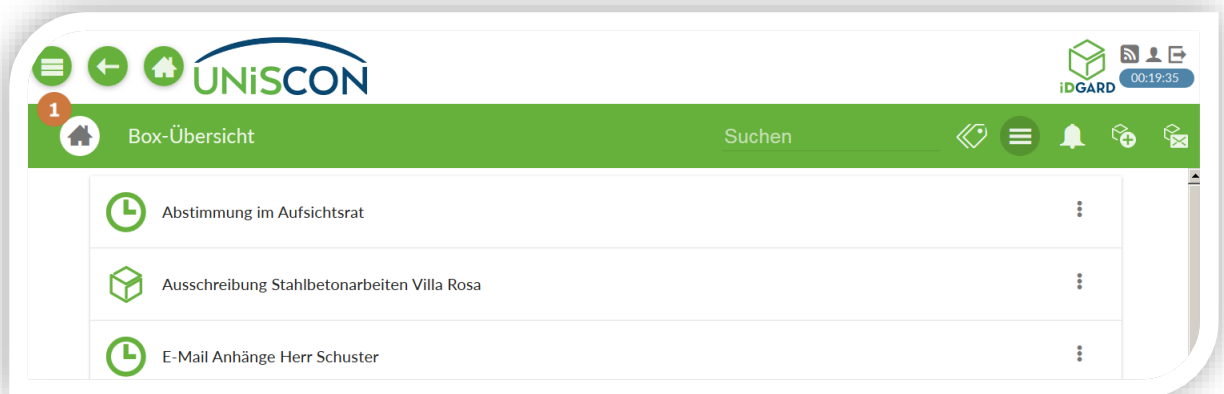 UNiSCON
iDGARD
00:19:35
1
Box-Übersicht
Suchen
Abstimmung im Aufsichtsrat
Ausschreibung Stahlbetonarbeiten Villa Rosa
E-Mail Anhänge Herr Schuster